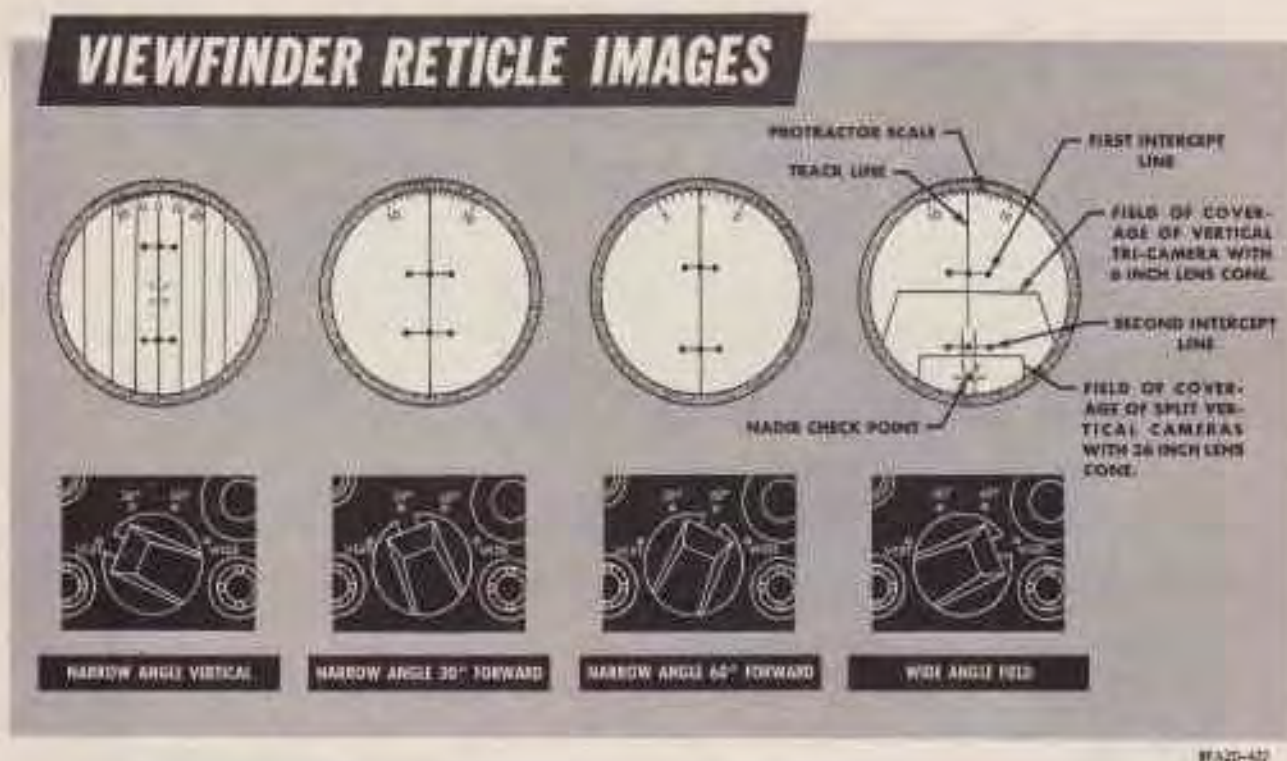 VIEWFINDER RETICLE IMAGES
PROTRACTOR SCALE
TRACK LINE
FIRST INTERCEPT
LINE
FIELD OF COVER-
AGE OF VERTICAL
TRI-CAMERA WITH
6 INCH LENS CONE.
SECOND INTERCEPT
LINE
FIELD OF COVER-
AGE OF SPLIT VER-
TICAL CAMERAS
WITH 36 INCH LENS
CONE.
NADIR CHECK POINT
VERT
WIDE
NARROW ANGLE VERTICAL
NARROW ANGLE 30° FORWARD
NARROW ANGLE 60° FORWARD
WIDE ANGLE FIELD